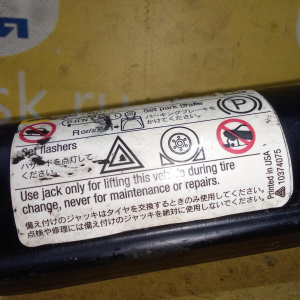 Set park brake
パーキングブレーキを
かけてください。
Set flashers
ハザードを点灯して
ください。
Use jack only for lifting this vehicle during tire
change, never for maintenance or repairs.
備え付けのジャッキはタイヤを交換するときのみ使用してください。
点検や修理には備え付けのジャッキを絶対に使用しないでください。
Printed in USA
10374075
sk.ru